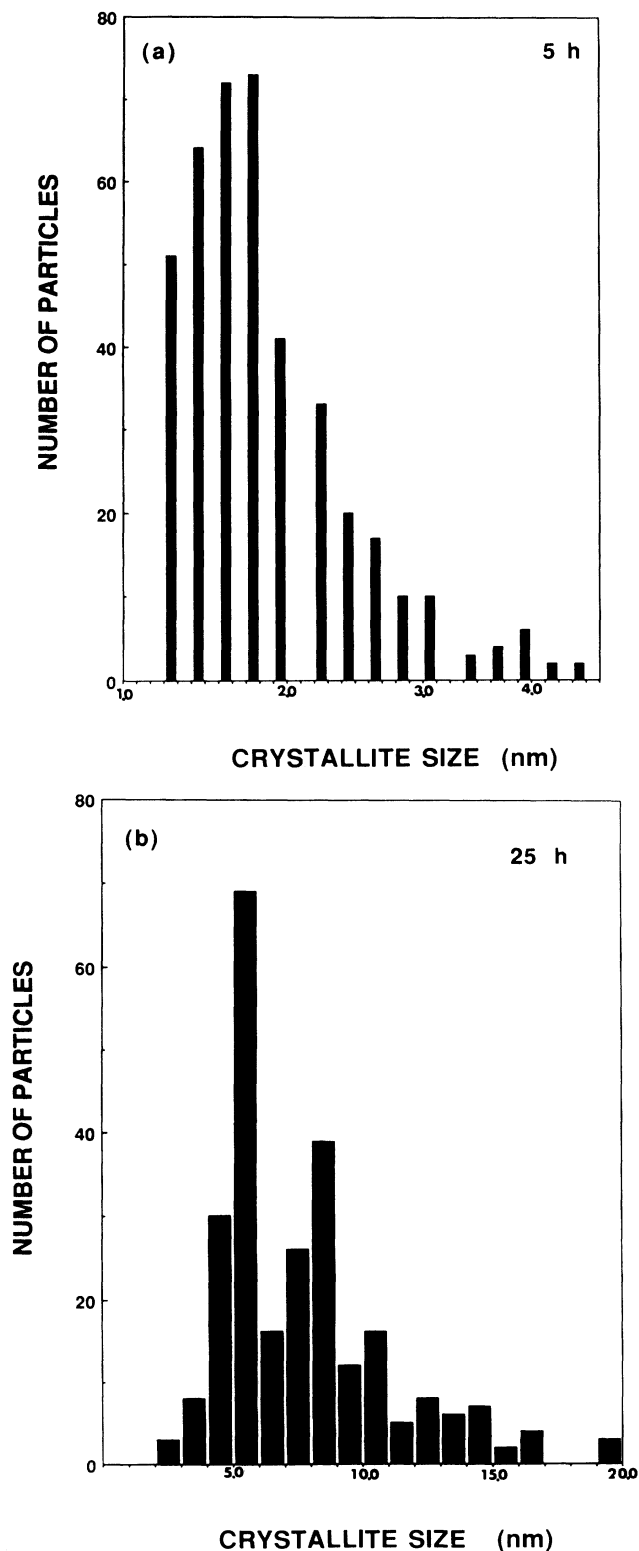 80
(a)
5 h
60
40
20
0
NUMBER OF PARTICLES
1,0
2,0
3,0
4,0
CRYSTALLITE SIZE (nm)
80
(b)
25 h
60
40
20
0
NUMBER OF PARTICLES
5,0
10,0
15,0
20,0
CRYSTALLITE SIZE (nm)